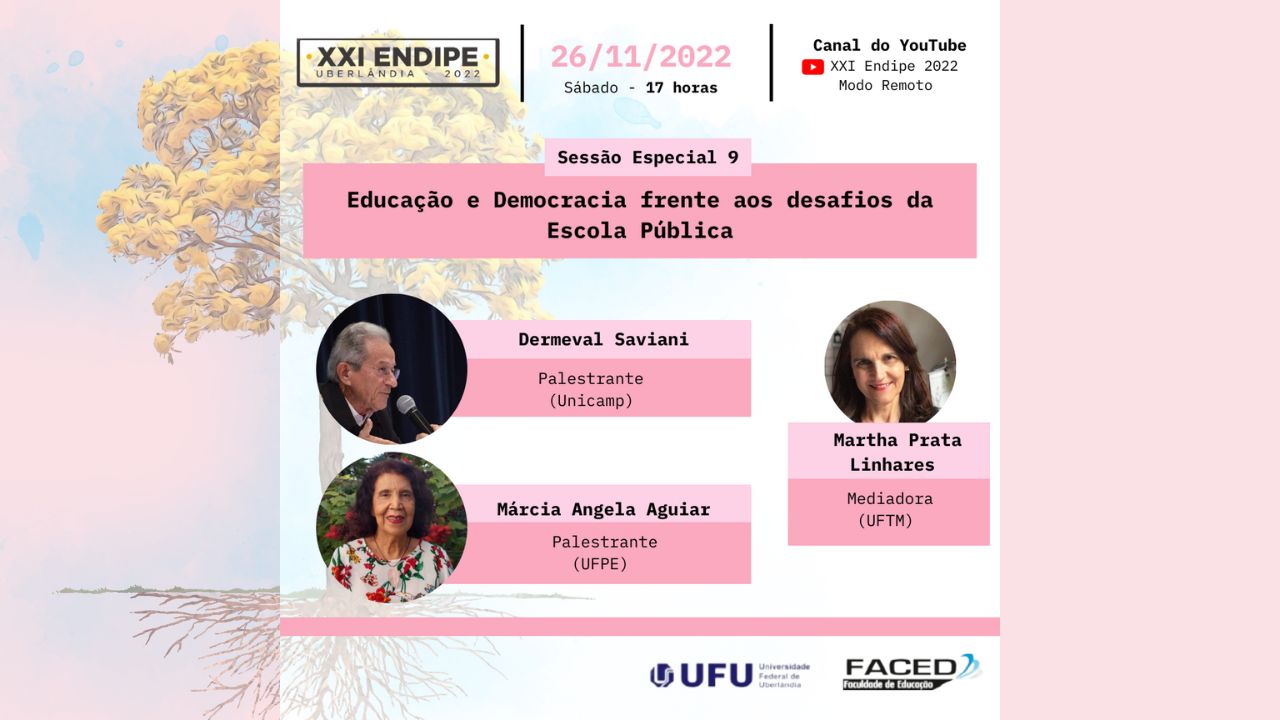 XXI ENDIPE
UBERLÂNDIA - 2022
26/11/2022
Sábado - 17 horas
Canal do YouTube
XXI Endipe 2022
Modo Remoto
Sessão Especial 9
Educação e Democracia frente aos desafios da
Escola Pública
Dermeval Saviani
Palestrante
(Unicamp)
Márcia Angela Aguiar
Palestrante
(UFPE)
Martha Prata
Linhares
Mediadora
(UFTM)
UFU
Universidade
Federal de
Uberlândia
FACED
Faculdade de Educação